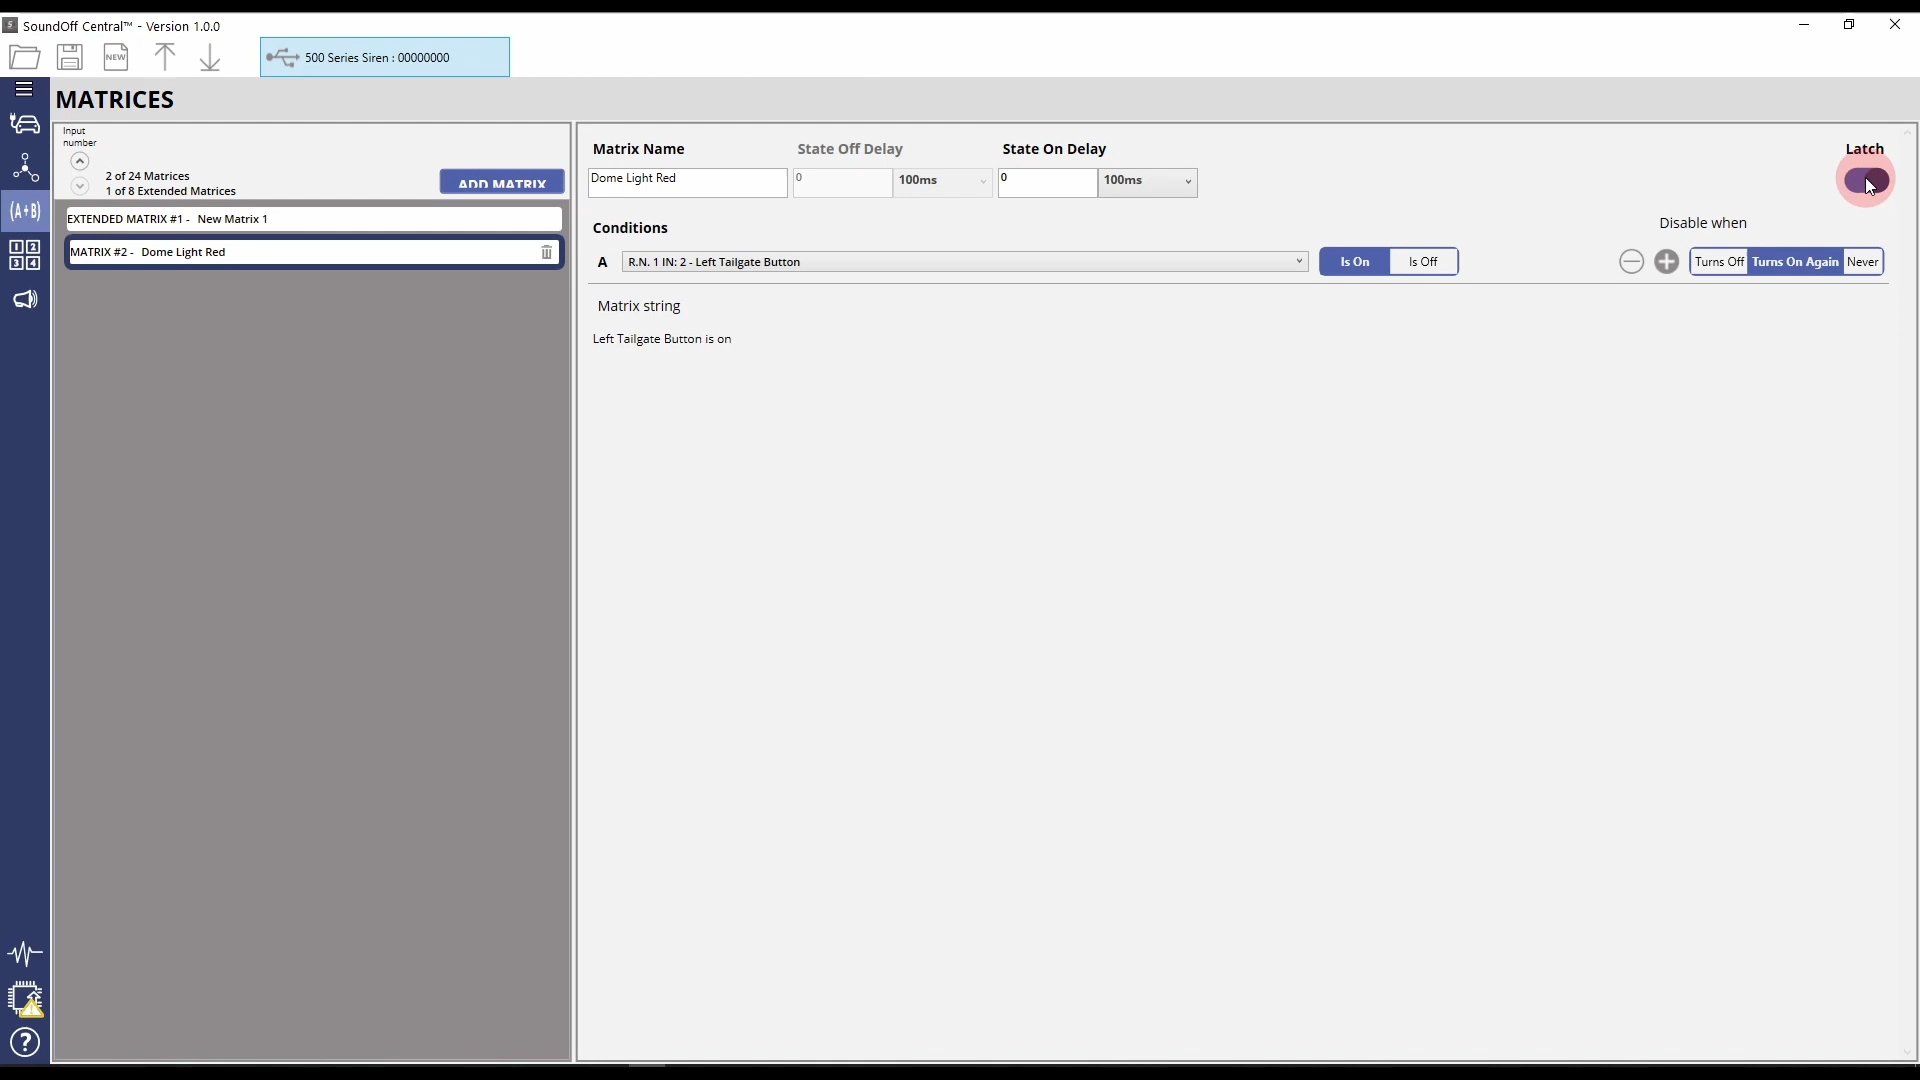 SoundOff Central™ - Version 1.0.0
NEW
500 Series Siren : 00000000
MATRICES
Input
number
2 of 24 Matrices
1 of 8 Extended Matrices
ADD MATRIX
EXTENDED MATRIX #1 - New Matrix 1
MATRIX #2 - Dome Light Red
(A+B)
1 2
3 4
Matrix Name
State Off Delay
State On Delay
Latch
Dome Light Red
0
100ms
0
100ms
Conditions
Disable when
A
R.N. 1 IN: 2 - Left Tailgate Button
Is On
Is Off
Turns Off
Turns On Again
Never
Matrix string
Left Tailgate Button is on
?